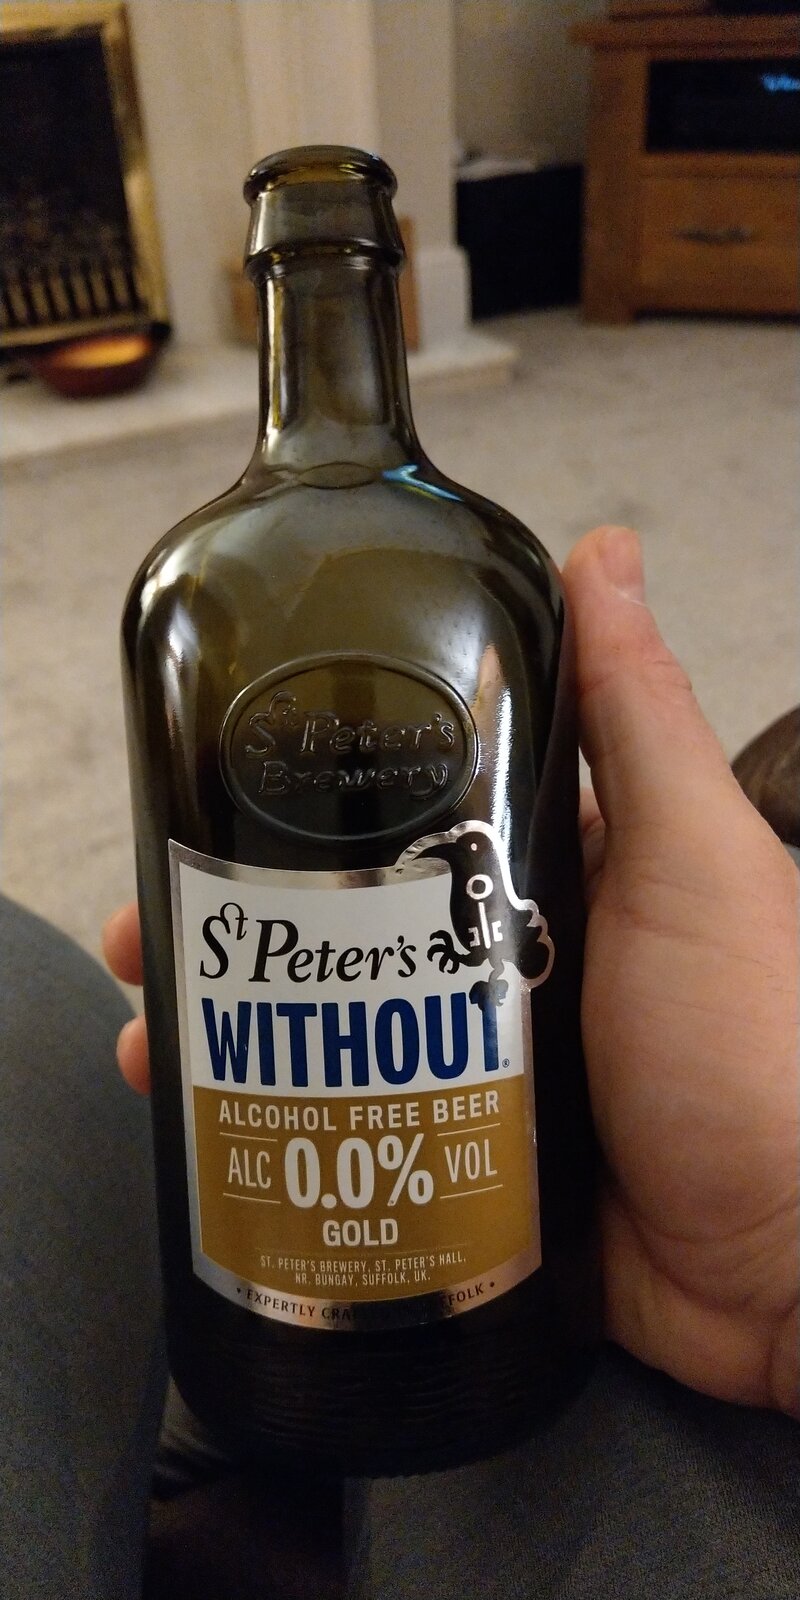 St Peter's
Brewery
St Peter's
WITHOUT®
ALCOHOL FREE BEER
ALC 0.0% VOL
GOLD
ST. PETER'S BREWERY, ST. PETER'S HALL,
NR. BUNGAY, SUFFOLK, UK.
• EXPERTLY •